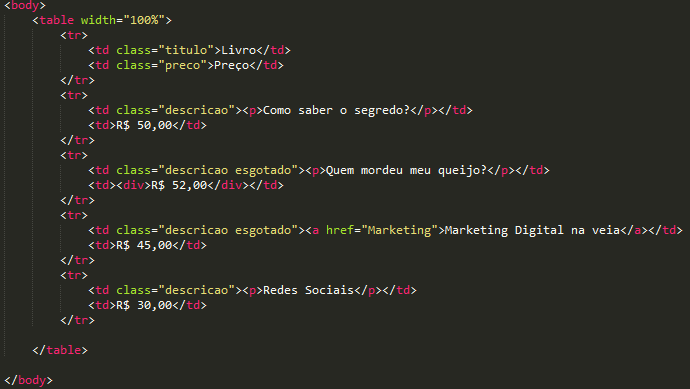 <body>
<table width="100%">
<tr>
<td class="titulo">Livro</td>
<td class="preco">Preço</td>
</tr>
<tr>
<td class="descricao"><p>Como saber o segredo?</p></td>
<td>R$ 50,00</td>
</tr>
<tr>
<td class="descricao esgotado"><p>Quem mordeu meu queijo?</p></td>
<td><div>R$ 52,00</div></td>
</tr>
<tr>
<td class="descricao esgotado"><a href="Marketing">Marketing Digital na veia</a></td>
<td>R$ 45,00</td>
</tr>
<tr>
<td class="descricao"><p>Redes Sociais</p></td>
<td>R$ 30,00</td>
</tr>
</table>
</body>